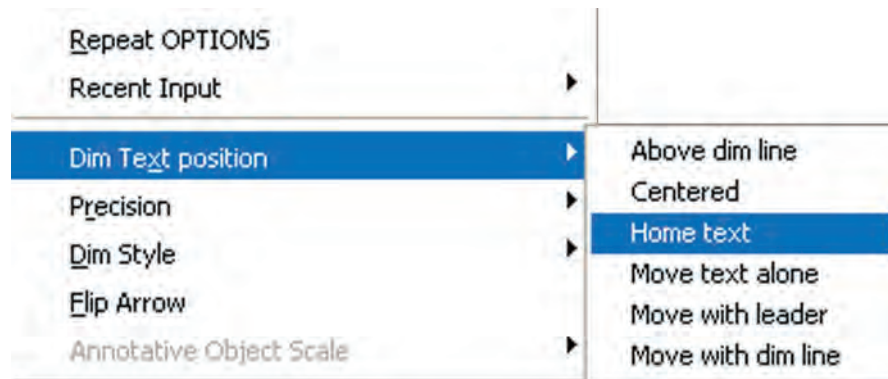 Repeat OPTIONS
Recent Input
Dim Text position
Precision
Dim Style
Flip Arrow
Annotative Object Scale
Above dim line
Centered
Home text
Move text alone
Move with leader
Move with dim line